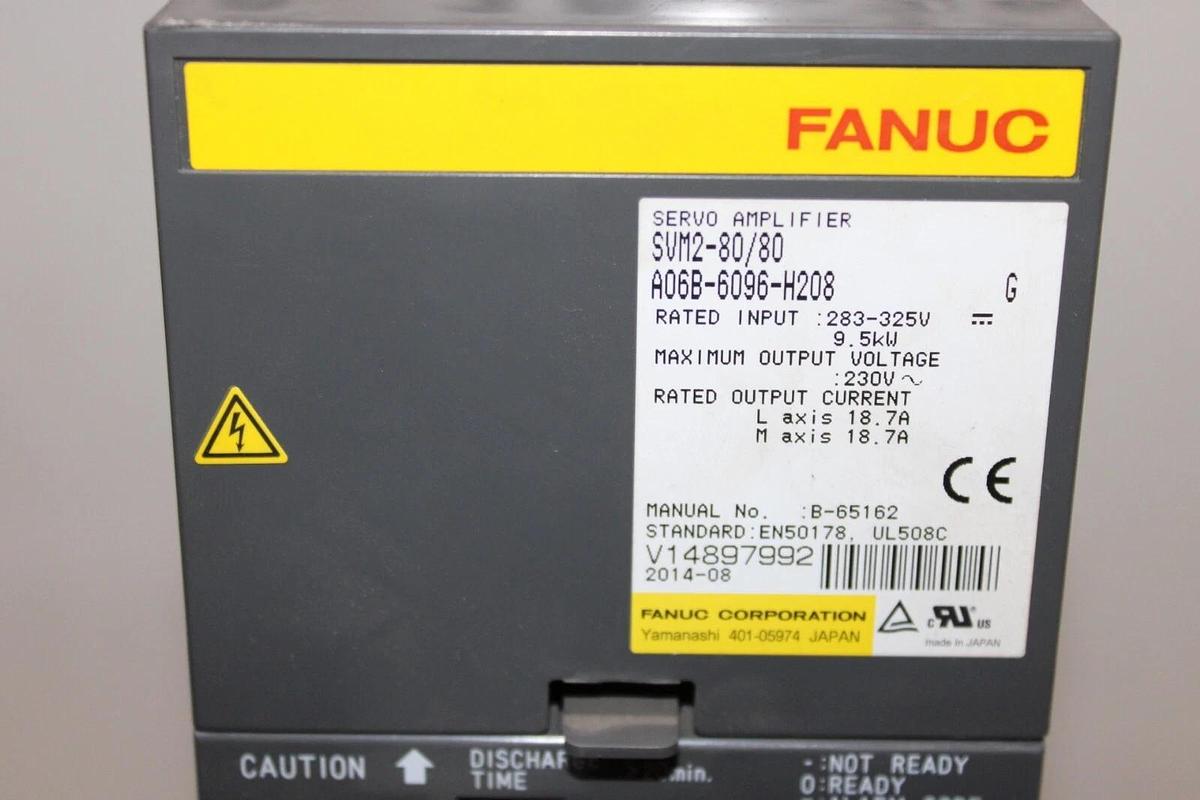 FANUC
SERVO AMPLIFIER
SVM2-80/80
A06B-6096-H208 G
RATED INPUT :283-325V ⎓
9.5kW
MAXIMUM OUTPUT VOLTAGE
:230V～
RATED OUTPUT CURRENT
L axis 18.7A
M axis 18.7A
CE
MANUAL No. :B-65162
STANDARD:EN50178, UL508C
V14897992
2014-08
FANUC CORPORATION
Yamanashi 401-05974 JAPAN
c RU US
made in JAPAN
CAUTION
DISCHARGE
TIME min.
-:NOT READY
0:READY